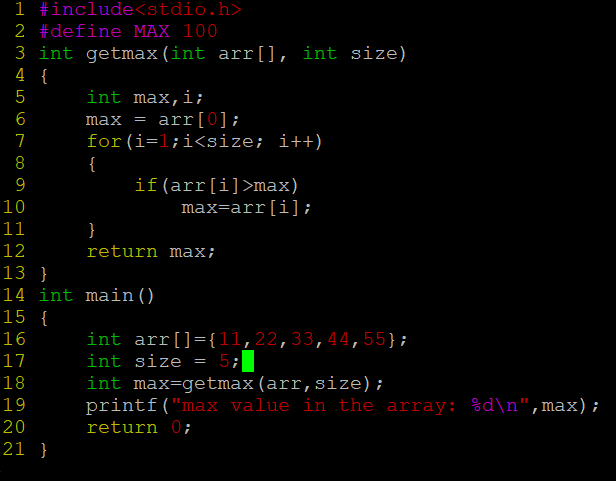 1 #include<stdio.h>
2 #define MAX 100
3 int getmax(int arr[], int size)
4 {
5     int max,i;
6     max = arr[0];
7     for(i=1;i<size; i++)
8     {
9         if(arr[i]>max)
10             max=arr[i];
11     }
12     return max;
13 }
14 int main()
15 {
16     int arr[]={11,22,33,44,55};
17     int size = 5;
18     int max=getmax(arr,size);
19     printf("max value in the array: %d\n",max);
20     return 0;
21 }